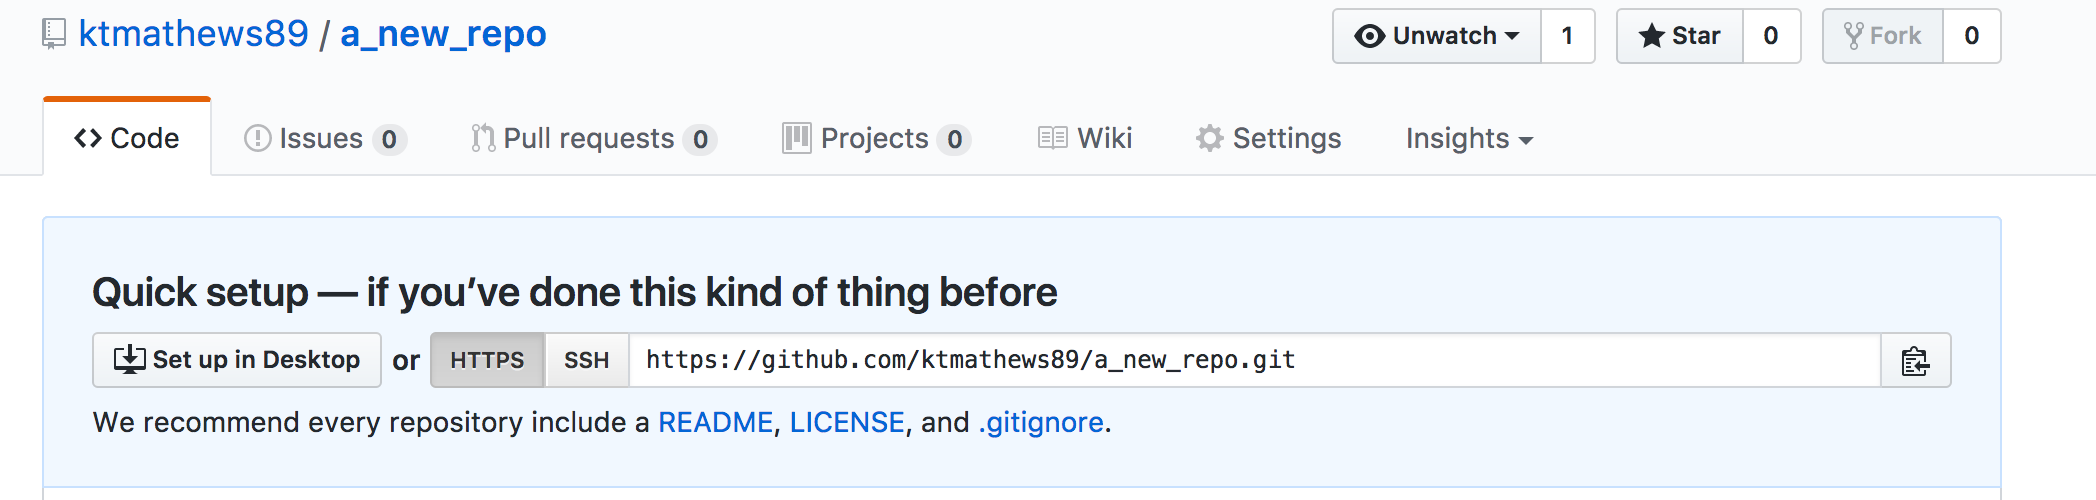 ktmathews89 / a_new_repo
Unwatch 1 Star 0 Fork 0
Code Issues 0 Pull requests 0 Projects 0 Wiki Settings Insights
Quick setup — if you’ve done this kind of thing before
Set up in Desktop or HTTPS SSH https://github.com/ktmathews89/a_new_repo.git
We recommend every repository include a README, LICENSE, and .gitignore.